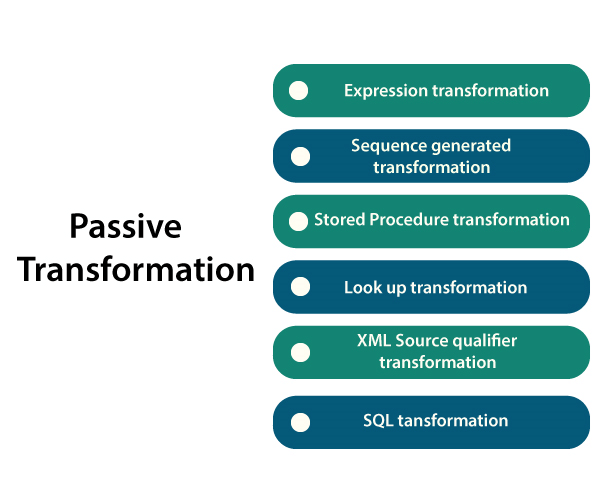 Passive
Transformation
Expression transformation
Sequence generated
transformation
Stored Procedure transformation
Look up transformation
XML Source qualifier
transformation
SQL tansformation